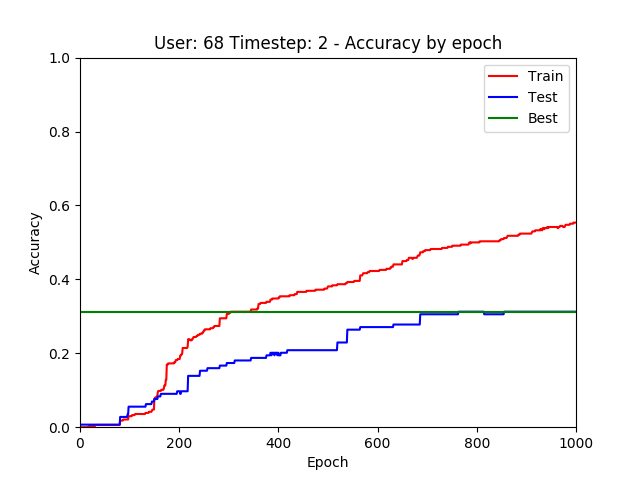 User: 68 Timestep: 2 - Accuracy by epoch
1.0
0.8
0.6
0.4
0.2
0.0
Accuracy
Train
Test
Best
0 200 400 600 800 1000
Epoch